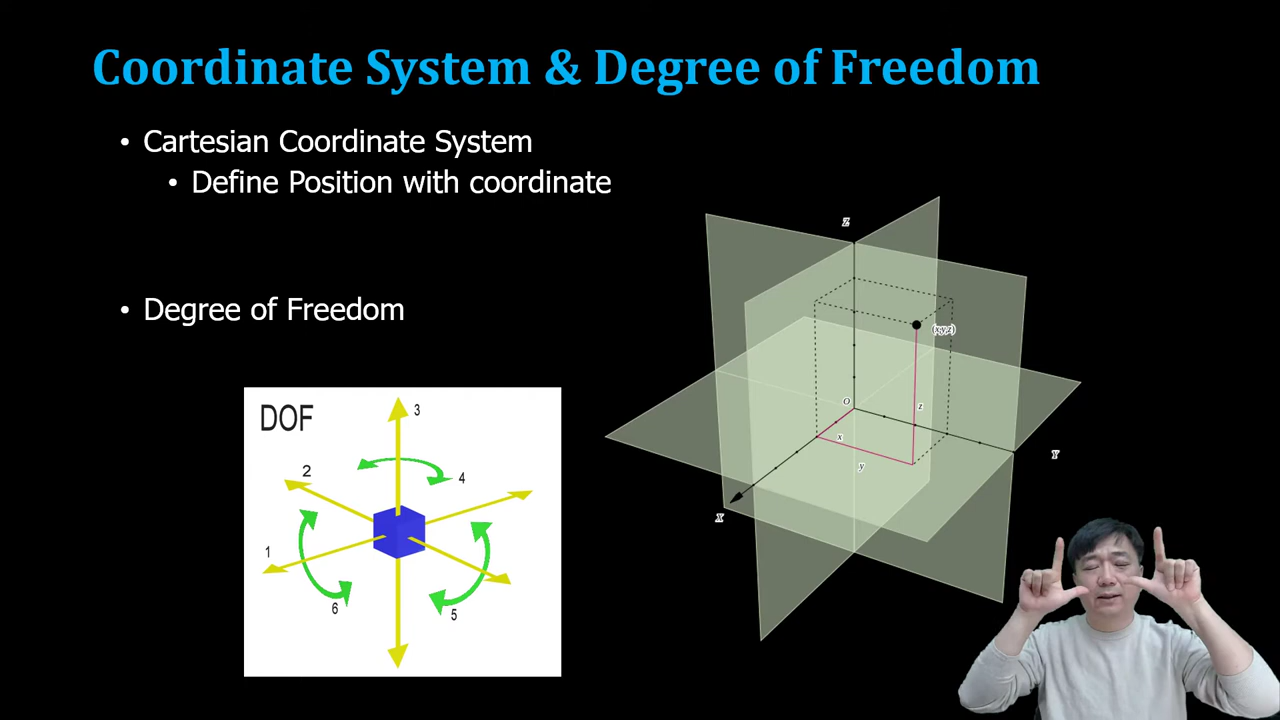 Coordinate System & Degree of Freedom
• Cartesian Coordinate System
• Define Position with coordinate
• Degree of Freedom
DOF
3
2
4
1
6
5
Z
(x,y,z)
O
z
x
y
Y
X